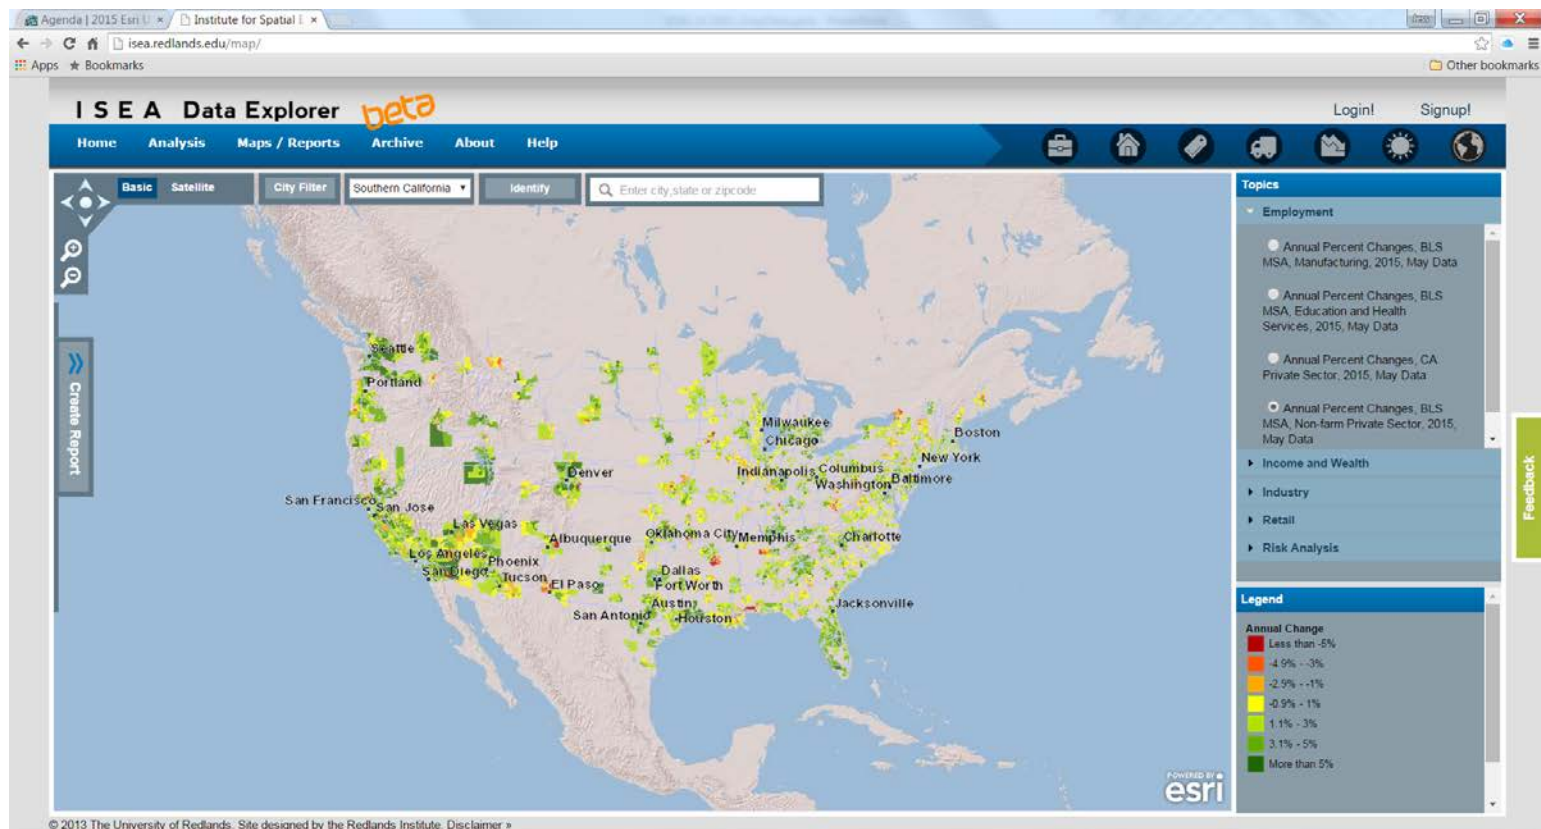 Agenda | 2015 Esri U
Institute for Spatial
isea.redlands.edu/map/
Apps
Bookmarks
Other bookmarks
ISEA Data Explorer
beta
Login!
Signup!
Home
Analysis
Maps / Reports
Archive
About
Help
Basic
Satellite
City Filter
Southern California
Identify
Enter city,state or zipcode
Create Report
Seattle
Portland
Milwaukee
Chicago
Boston
New York
Denver
Indianapolis
Columbus
Washington
Baltimore
San Francisco
San Jose
Las Vegas
Albuquerque
Oklahoma City
Memphis
Charlotte
Los Angeles
Phoenix
San Diego
Tucson
El Paso
Dallas
Fort Worth
Austin
San Antonio
Houston
Jacksonville
POWERED BY
esri
Topics
Employment
Annual Percent Changes, BLS
MSA, Manufacturing, 2015, May Data
Annual Percent Changes, BLS
MSA, Education and Health
Services, 2015, May Data
Annual Percent Changes, CA
Private Sector, 2015, May Data
Annual Percent Changes, BLS
MSA, Non-farm Private Sector, 2015,
May Data
Income and Wealth
Industry
Retail
Risk Analysis
Legend
Annual Change
Less than -5%
-4.9% - -3%
-2.9% - -1%
-0.9% - 1%
1.1% - 3%
3.1% - 5%
More than 5%
Feedback
© 2013 The University of Redlands. Site designed by the Redlands Institute. Disclaimer »